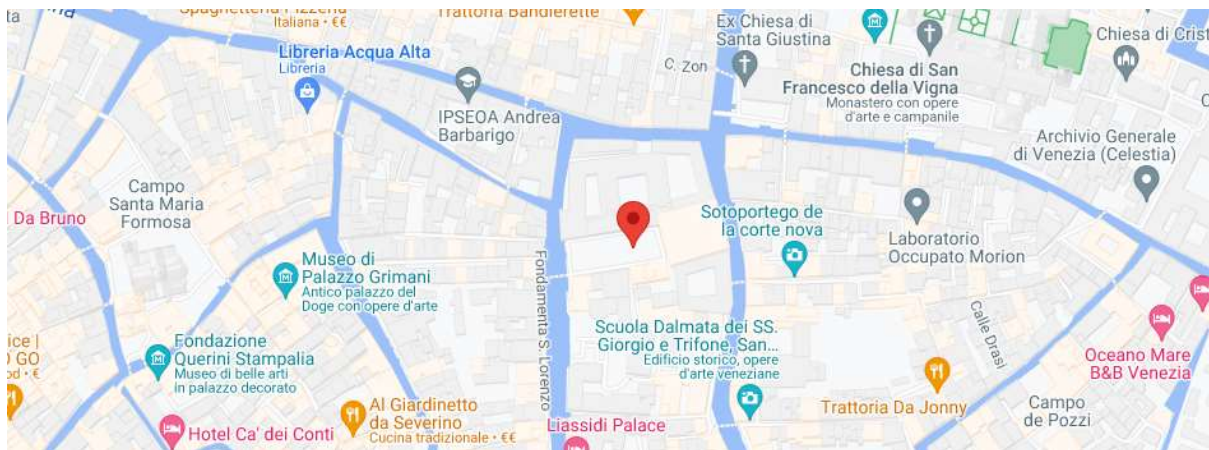 Spaghetteria Pizzeria
Italiana • €€
Trattoria Bandierette
Ex Chiesa di
Santa Giustina
Chiesa di Crist
Libreria Acqua Alta
Libreria
C. Zon
Chiesa di San
Francesco della Vigna
Monastero con opere
d'arte e campanile
IPSEOA Andrea
Barbarigo
Archivio Generale
di Venezia (Celestia)
Campo
Santa Maria
Formosa
Da Bruno
Sotoportego de
la corte nova
Laboratorio
Occupato Morion
Museo di
Palazzo Grimani
Antico palazzo del
Doge con opere d'arte
Fondamenta S. Lorenzo
Calle Drasi
Scuola Dalmata dei SS.
Giorgio e Trifone, San...
Edificio storico, opere
d'arte veneziane
Fondazione
Querini Stampalia
Museo di belle arti
in palazzo decorato
Oceano Mare
B&B Venezia
Al Giardinetto
da Severino
Cucina tradizionale • €€
Trattoria Da Jonny
Campo
de Pozzi
Hotel Ca' dei Conti
Liassidi Palace